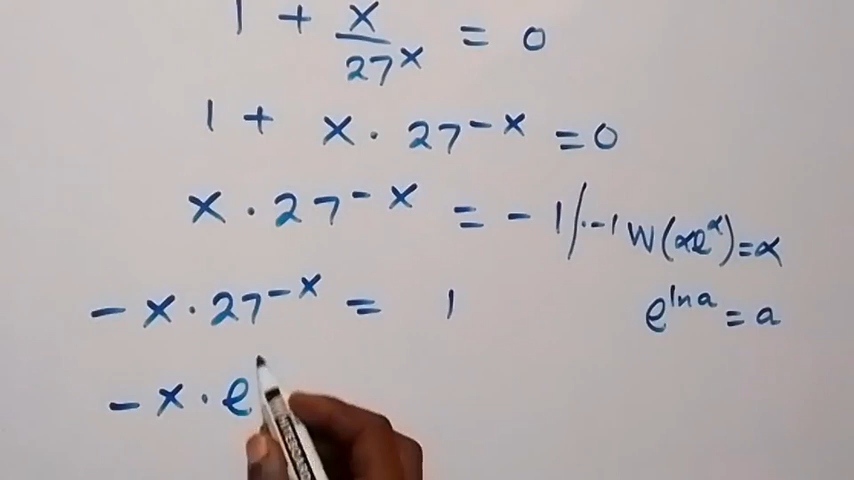 1 + x/27^x = 0
1 + x · 27^-x = 0
x · 27^-x = -1 /·-1 W(αe^α)=α
-x · 27^-x = 1 e^ln a = a
-x · e